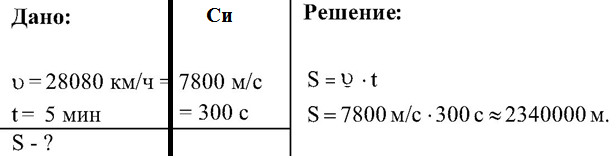 Дано:
Си
υ = 28080 км/ч = 7800 м/с
t = 5 мин = 300 с
S - ?
Решение:
S = υ · t
S = 7800 м/с · 300 с ≈ 2340000 м.